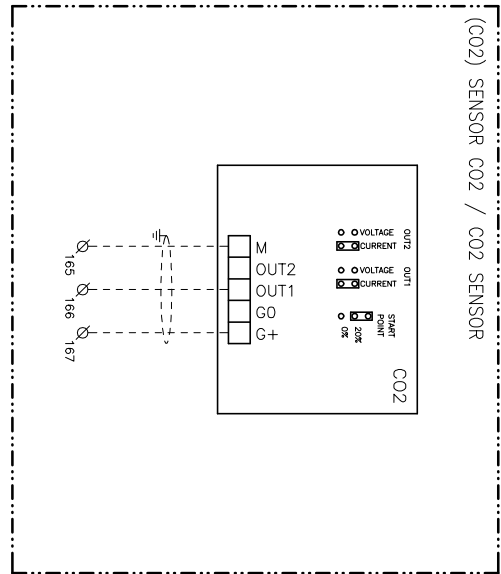 (CO2) SENSOR CO2 / CO2 SENSOR
CO2
M
OUT2
OUT1
G0
G+
VOLTAGE
CURRENT
OUT2
VOLTAGE
CURRENT
OUT1
START
POINT
20%
0%
165
166
167